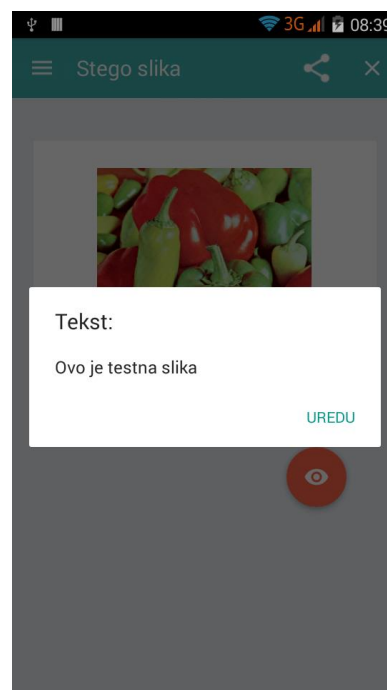 3G 08:39
Stego slika
Tekst:
Ovo je testna slika
UREDU